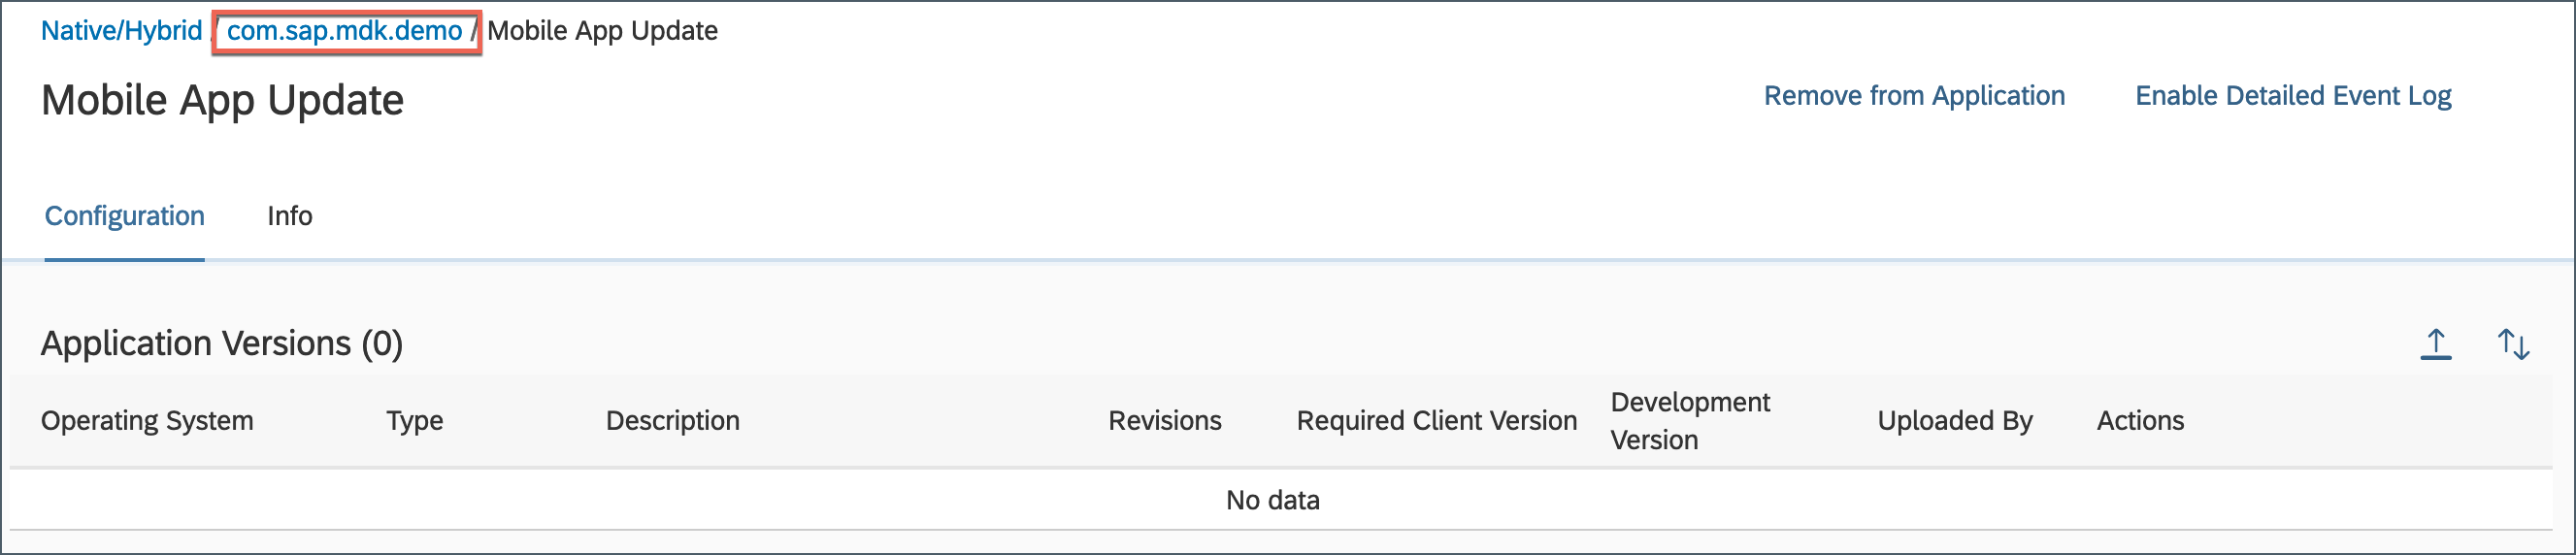 Native/Hybrid / com.sap.mdk.demo / Mobile App Update
Mobile App Update
Remove from Application
Enable Detailed Event Log
Configuration
Info
Application Versions (0)
Operating System
Type
Description
Revisions
Required Client Version
Development
Version
Uploaded By
Actions
No data